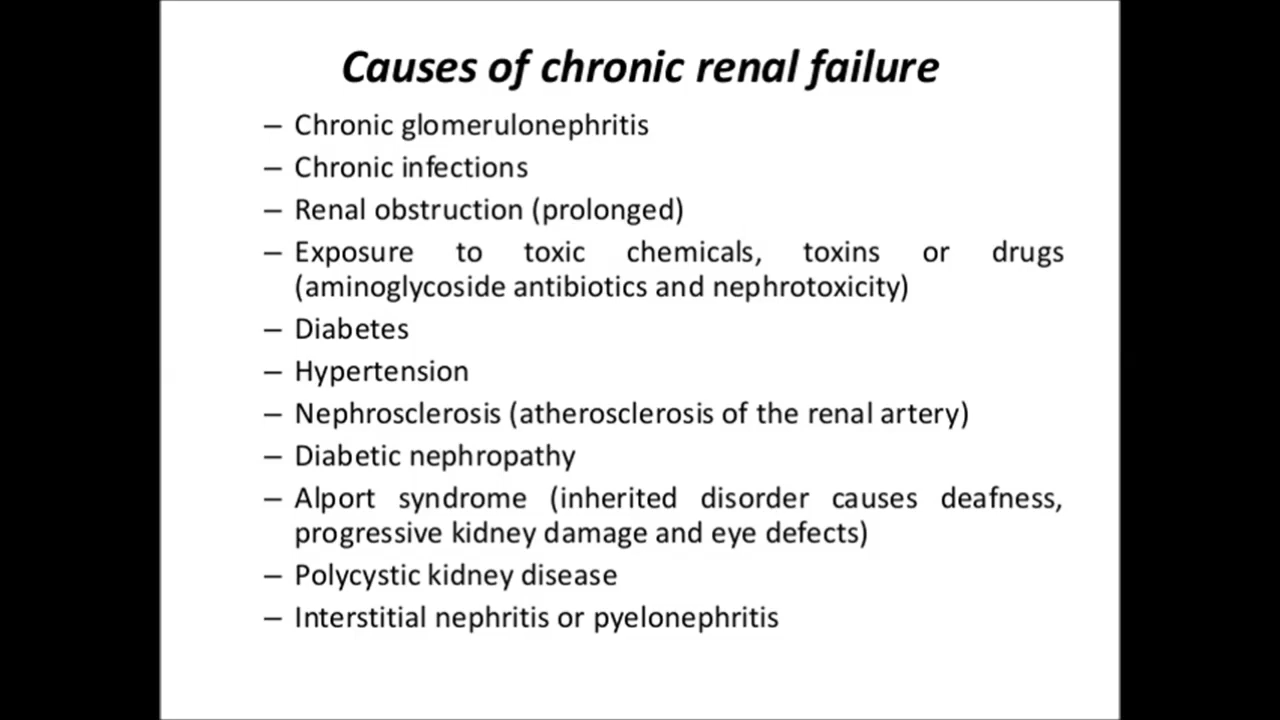 Causes of chronic renal failure
– Chronic glomerulonephritis
– Chronic infections
– Renal obstruction (prolonged)
– Exposure to toxic chemicals, toxins or drugs
(aminoglycoside antibiotics and nephrotoxicity)
– Diabetes
– Hypertension
– Nephrosclerosis (atherosclerosis of the renal artery)
– Diabetic nephropathy
– Alport syndrome (inherited disorder causes deafness,
progressive kidney damage and eye defects)
– Polycystic kidney disease
– Interstitial nephritis or pyelonephritis